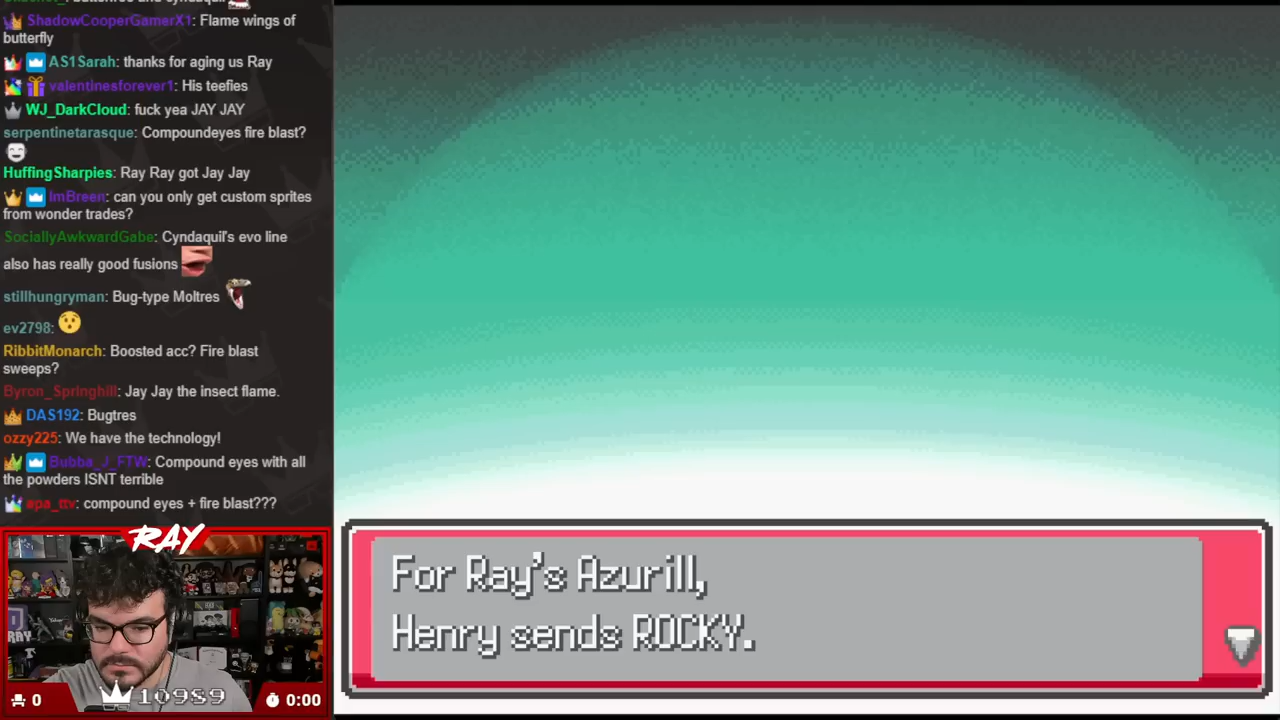 ShadowCooperGamerX1: Flame wings of
butterfly
AS1Sarah: thanks for aging us Ray
valentinesforever1: His teefies
WJ_DarkCloud: fuck yea JAY JAY
serpentinetarasque: Compoundeyes fire blast?
HuffingSharpies: Ray Ray got Jay Jay
ImBreen: can you only get custom sprites
from wonder trades?
SociallyAwkwardGabe: Cyndaquil's evo line
also has really good fusions
stillhungryman: Bug-type Moltres
ev2798:
RibbitMonarch: Boosted acc? Fire blast
sweeps?
Byron_Springhill: Jay Jay the insect flame.
DAS192: Bugtres
ozzy225: We have the technology!
Bubba_J_FTW: Compound eyes with all
the powders ISNT terrible
apa_ttv: compound eyes + fire blast???
RAY
0
10989
0:00
For Ray's Azurill,
Henry sends ROCKY.